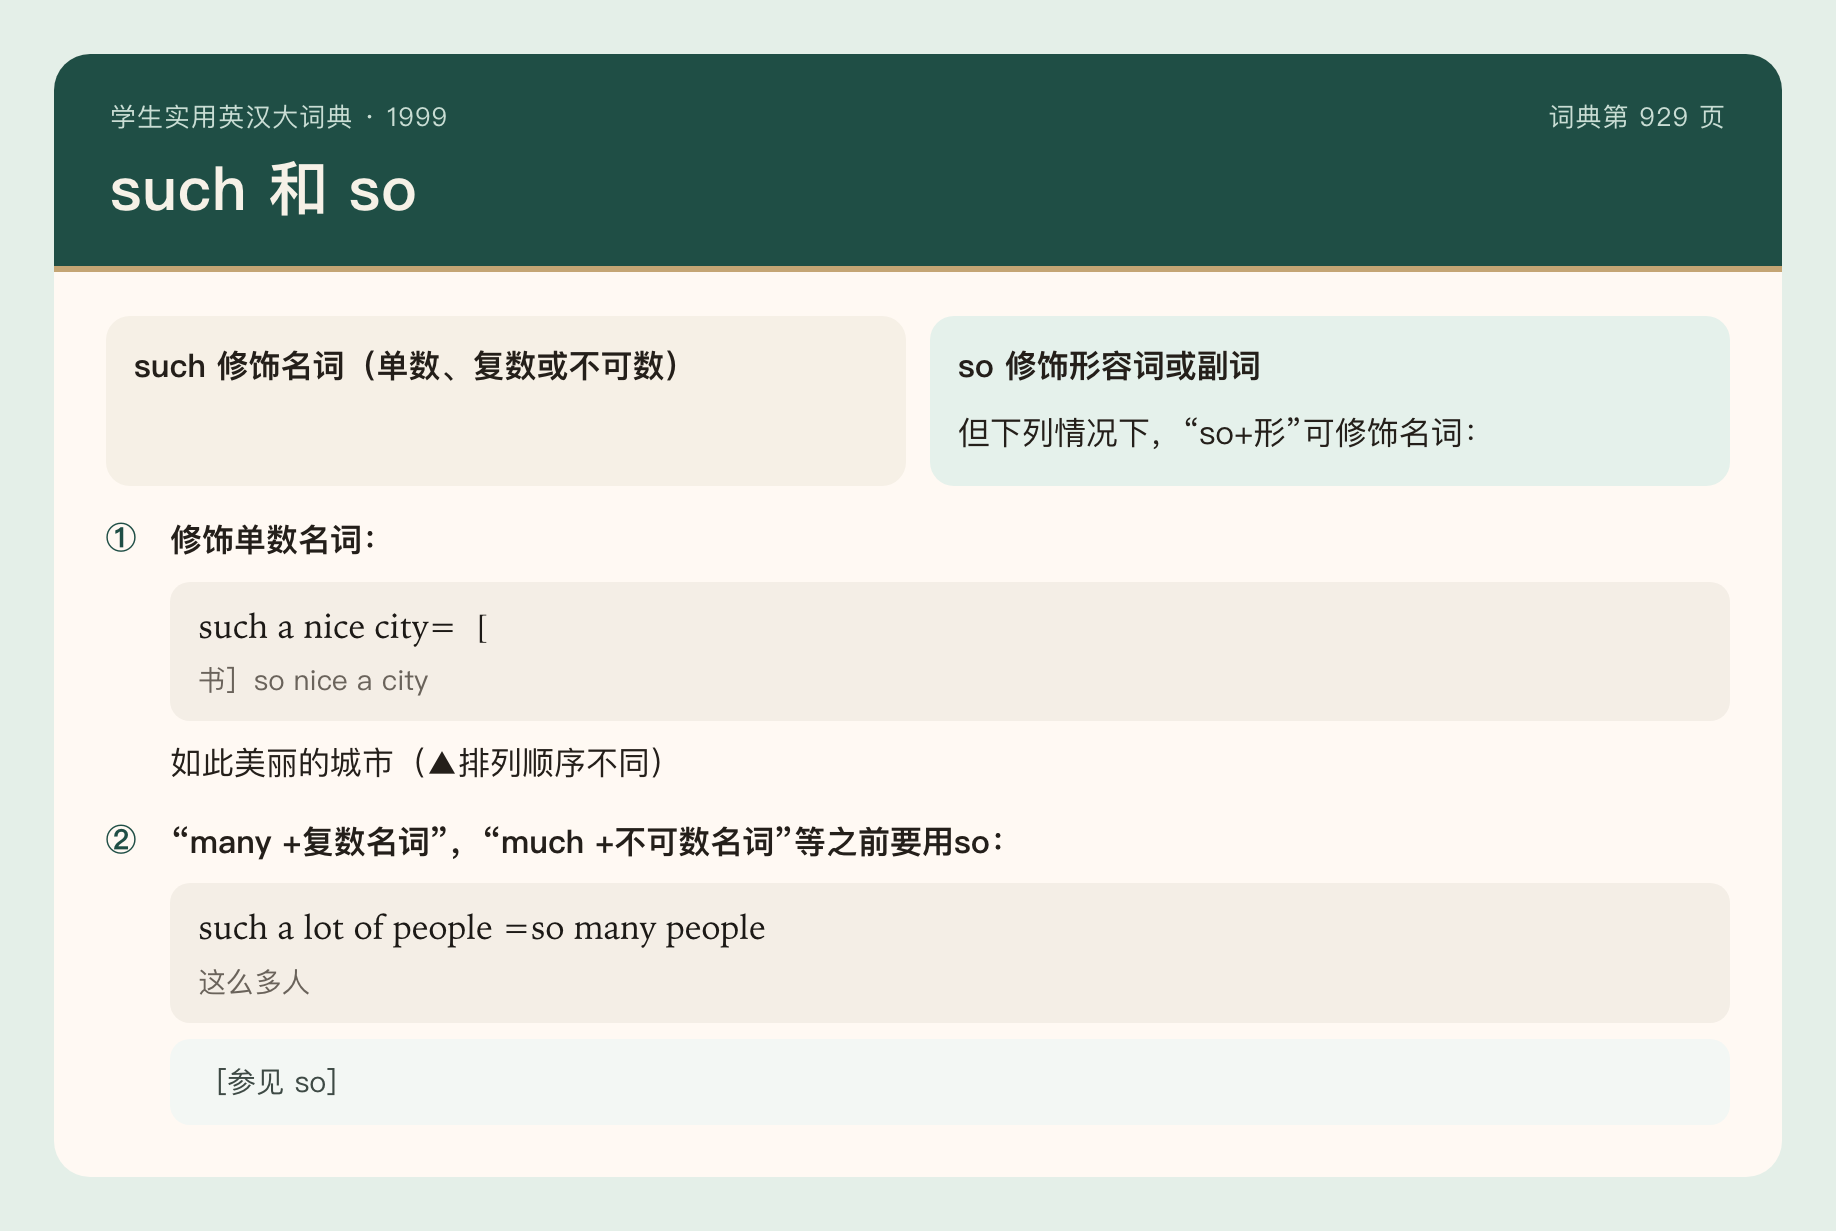 学生实用英汉大词典 · 1999
词典第 929 页
such 和 so
such 修饰名词（单数、复数或不可数）
so 修饰形容词或副词
但下列情况下，“so+形”可修饰名词：
① 修饰单数名词：
such a nice city=［
书］so nice a city
如此美丽的城市（▲排列顺序不同）
② “many +复数名词”，“much +不可数名词”等之前要用so：
such a lot of people =so many people
这么多人
［参见 so］